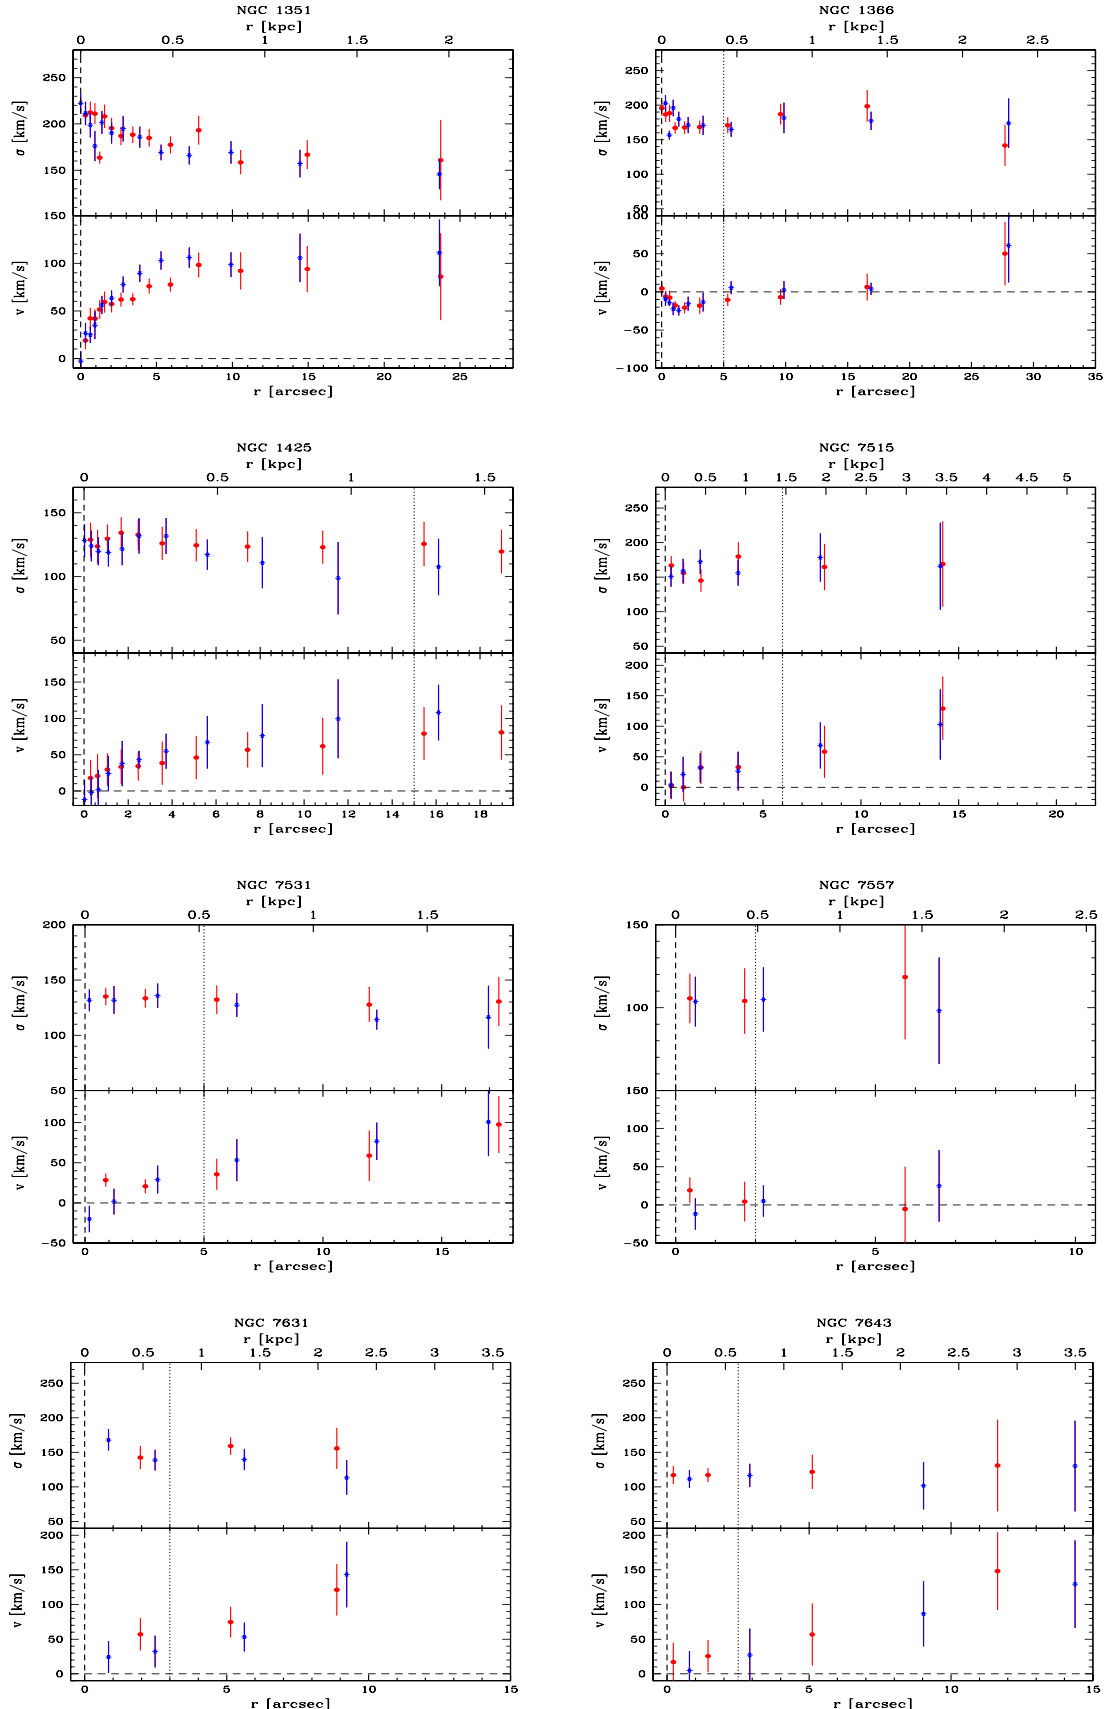 NGC 1351
r [kpc]
0 0.5 1 1.5 2
250
200
150
σ [km/s]
150
100
50
0
v [km/s]
0 5 10 15 20 25
r [arcsec]
NGC 1366
r [kpc]
0 0.5 1 1.5 2 2.5
250
200
150
100
50
σ [km/s]
100
50
0
−50
−100
v [km/s]
0 5 10 15 20 25 30 35
r [arcsec]
NGC 1425
r [kpc]
0 0.5 1 1.5
150
100
50
σ [km/s]
150
100
50
0
v [km/s]
0 2 4 6 8 10 12 14 16 18
r [arcsec]
NGC 7515
r [kpc]
0 0.5 1 1.5 2 2.5 3 3.5 4 4.5 5
250
200
150
100
50
σ [km/s]
200
150
100
50
0
v [km/s]
0 5 10 15 20
r [arcsec]
NGC 7531
r [kpc]
0 0.5 1 1.5
200
150
100
50
σ [km/s]
100
50
0
−50
v [km/s]
0 5 10 15
r [arcsec]
NGC 7557
r [kpc]
0 0.5 1 1.5 2 2.5
150
100
150
σ [km/s]
100
50
0
−50
v [km/s]
0 5 10
r [arcsec]
NGC 7631
r [kpc]
0 0.5 1 1.5 2 2.5 3 3.5
250
200
150
100
50
σ [km/s]
200
150
100
50
0
v [km/s]
0 5 10 15
r [arcsec]
NGC 7643
r [kpc]
0 0.5 1 1.5 2 2.5 3 3.5
250
200
150
100
50
σ [km/s]
200
150
100
50
0
v [km/s]
0 5 10 15
r [arcsec]